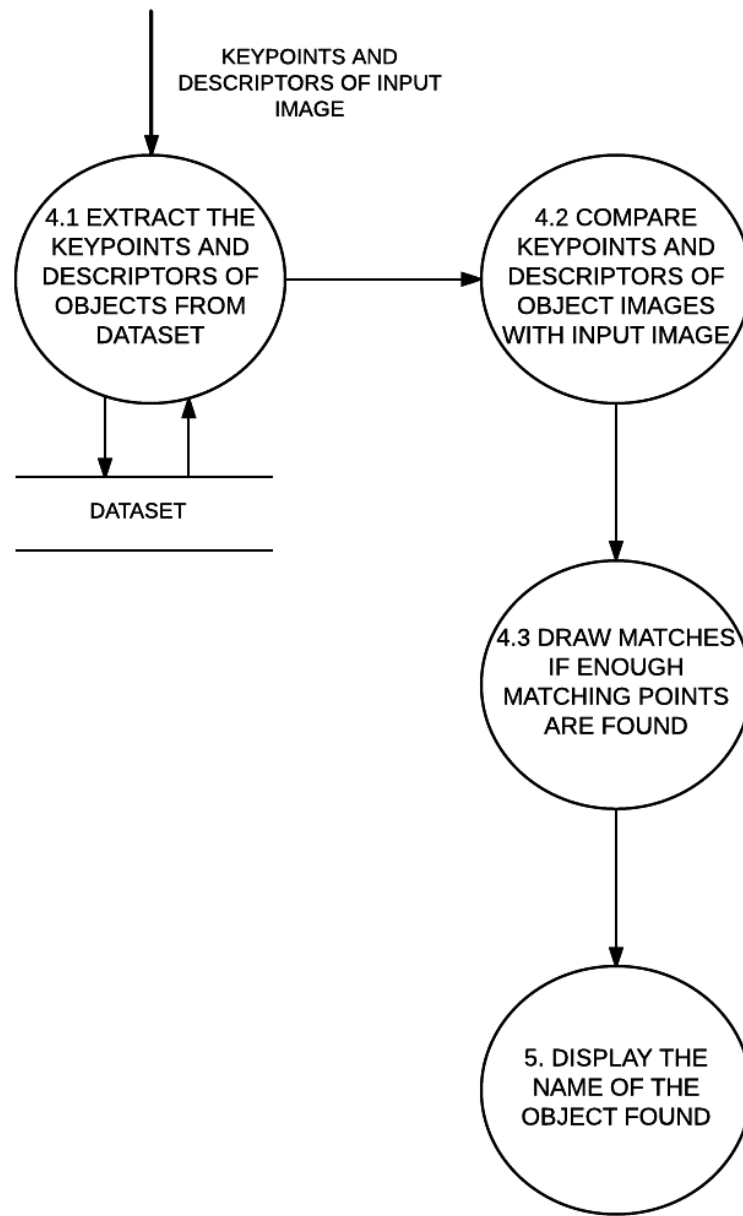 KEYPOINTS AND
DESCRIPTORS OF INPUT
IMAGE
4.1 EXTRACT THE
KEYPOINTS AND
DESCRIPTORS OF
OBJECTS FROM
DATASET
4.2 COMPARE
KEYPOINTS AND
DESCRIPTORS OF
OBJECT IMAGES
WITH INPUT IMAGE
DATASET
4.3 DRAW MATCHES
IF ENOUGH
MATCHING POINTS
ARE FOUND
5. DISPLAY THE
NAME OF THE
OBJECT FOUND